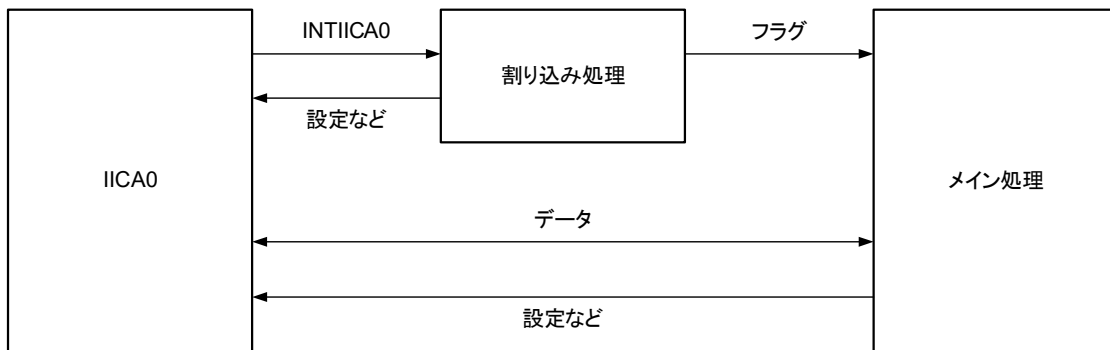 INTIICA0
フラグ
割り込み処理
設定など
IICA0
メイン処理
データ
設定など